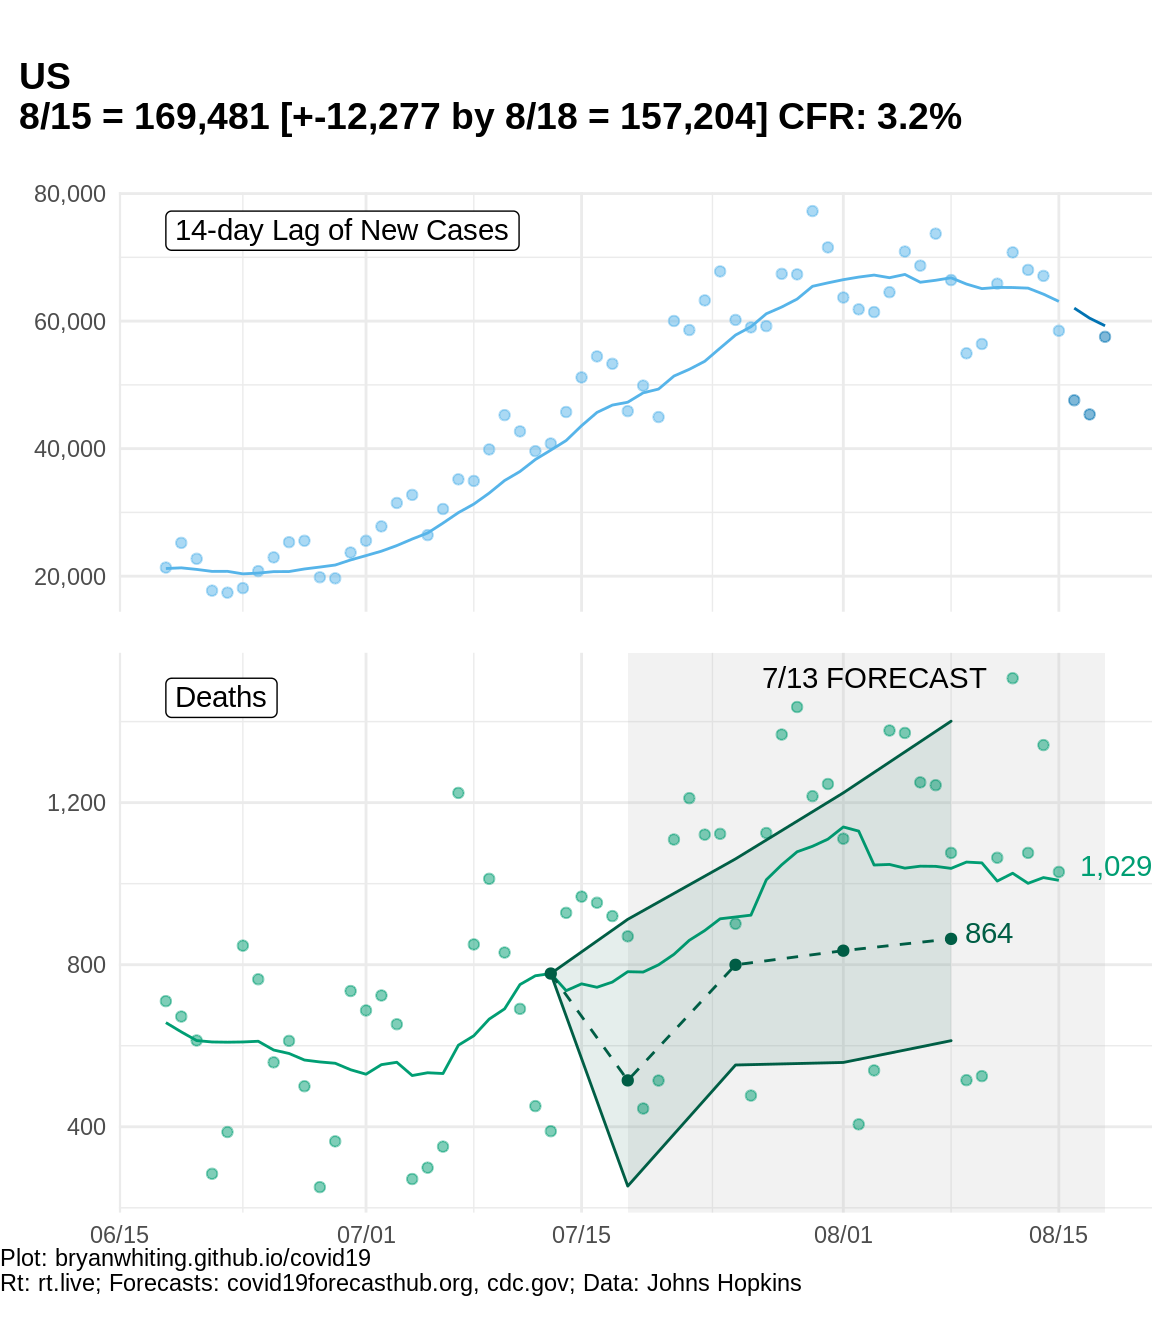 US
8/15 = 169,481 [+-12,277 by 8/18 = 157,204] CFR: 3.2%
80,000
14-day Lag of New Cases
60,000
40,000
20,000
7/13 FORECAST
Deaths
1,200
1,029
864
800
400
06/15 07/01 07/15 08/01 08/15
Plot: bryanwhiting.github.io/covid19
Rt: rt.live; Forecasts: covid19forecasthub.org, cdc.gov; Data: Johns Hopkins